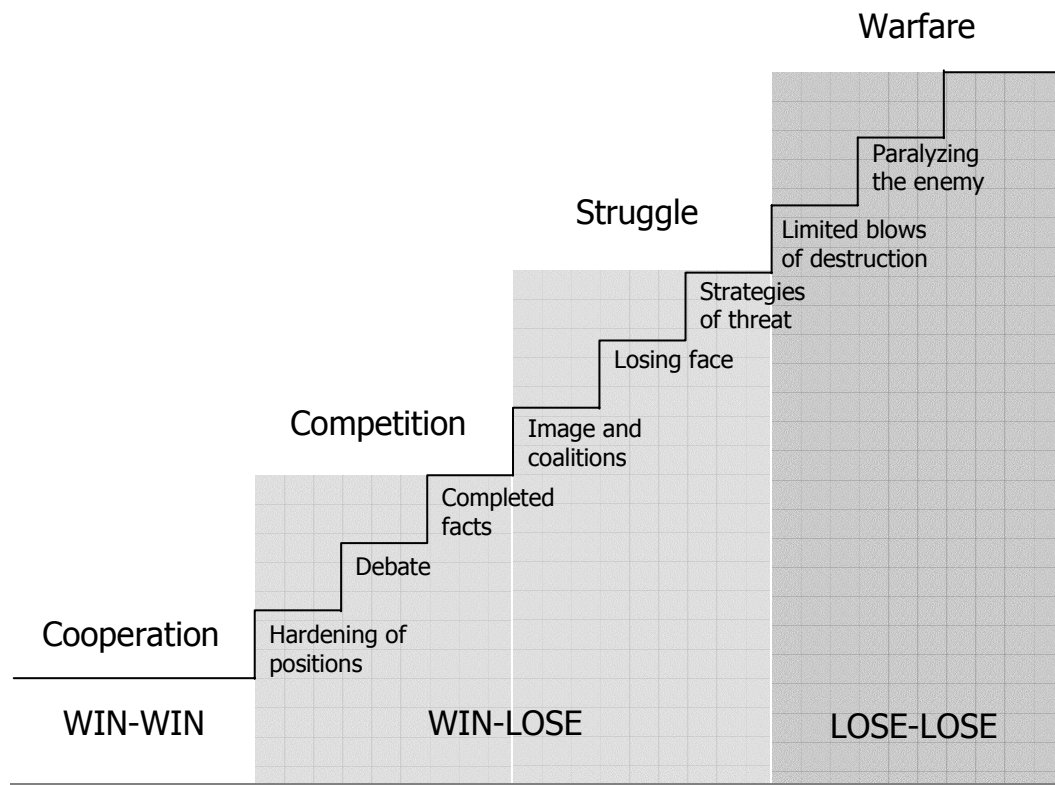 Warfare
Paralyzing
the enemy
Struggle
Limited blows
of destruction
Strategies
of threat
Losing face
Competition
Image and
coalitions
Completed
facts
Debate
Cooperation
Hardening of
positions
WIN-WIN
WIN-LOSE
LOSE-LOSE